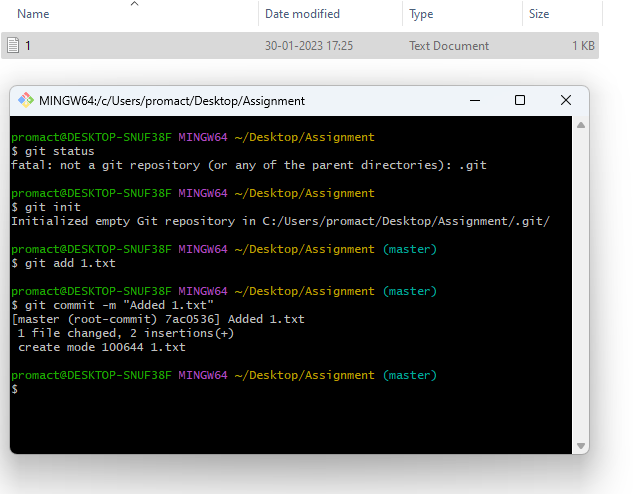 Name Date modified Type Size
1 30-01-2023 17:25 Text Document 1 KB
MINGW64:/c/Users/promact/Desktop/Assignment
promact@DESKTOP-SNUF38F MINGW64 ~/Desktop/Assignment
$ git status
fatal: not a git repository (or any of the parent directories): .git
promact@DESKTOP-SNUF38F MINGW64 ~/Desktop/Assignment
$ git init
Initialized empty Git repository in C:/Users/promact/Desktop/Assignment/.git/
promact@DESKTOP-SNUF38F MINGW64 ~/Desktop/Assignment (master)
$ git add 1.txt
promact@DESKTOP-SNUF38F MINGW64 ~/Desktop/Assignment (master)
$ git commit -m "Added 1.txt"
[master (root-commit) 7ac0536] Added 1.txt
1 file changed, 2 insertions(+)
create mode 100644 1.txt
promact@DESKTOP-SNUF38F MINGW64 ~/Desktop/Assignment (master)
$